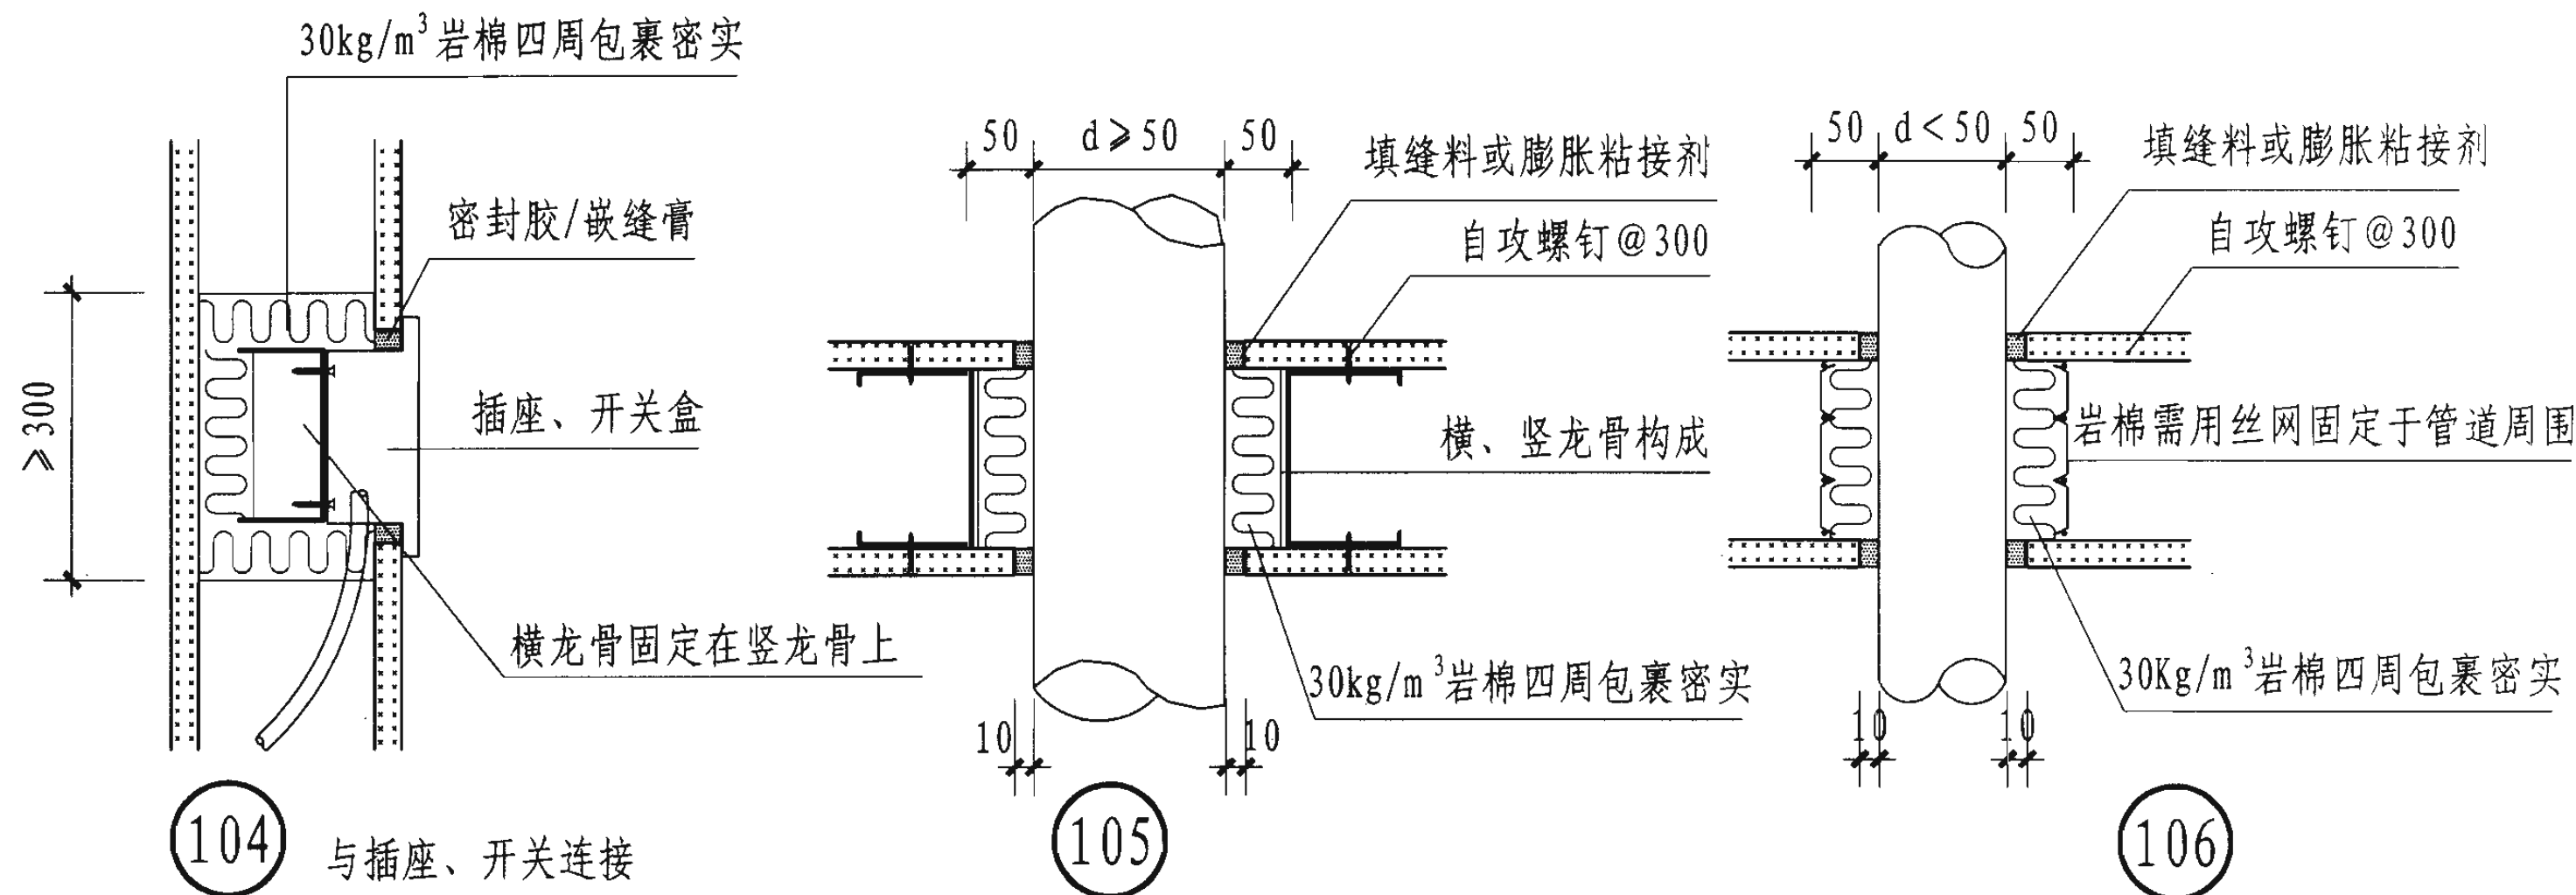 30kg/m³岩棉四周包裹密实
密封胶/嵌缝膏
≥300
插座、开关盒
横龙骨固定在竖龙骨上
104
与插座、开关连接
50
d≥50
50
填缝料或膨胀粘接剂
自攻螺钉@300
横、竖龙骨构成
30kg/m³岩棉四周包裹密实
10
10
105
50
d<50
50
填缝料或膨胀粘接剂
自攻螺钉@300
岩棉需用丝网固定于管道周围
30Kg/m³岩棉四周包裹密实
10
10
106